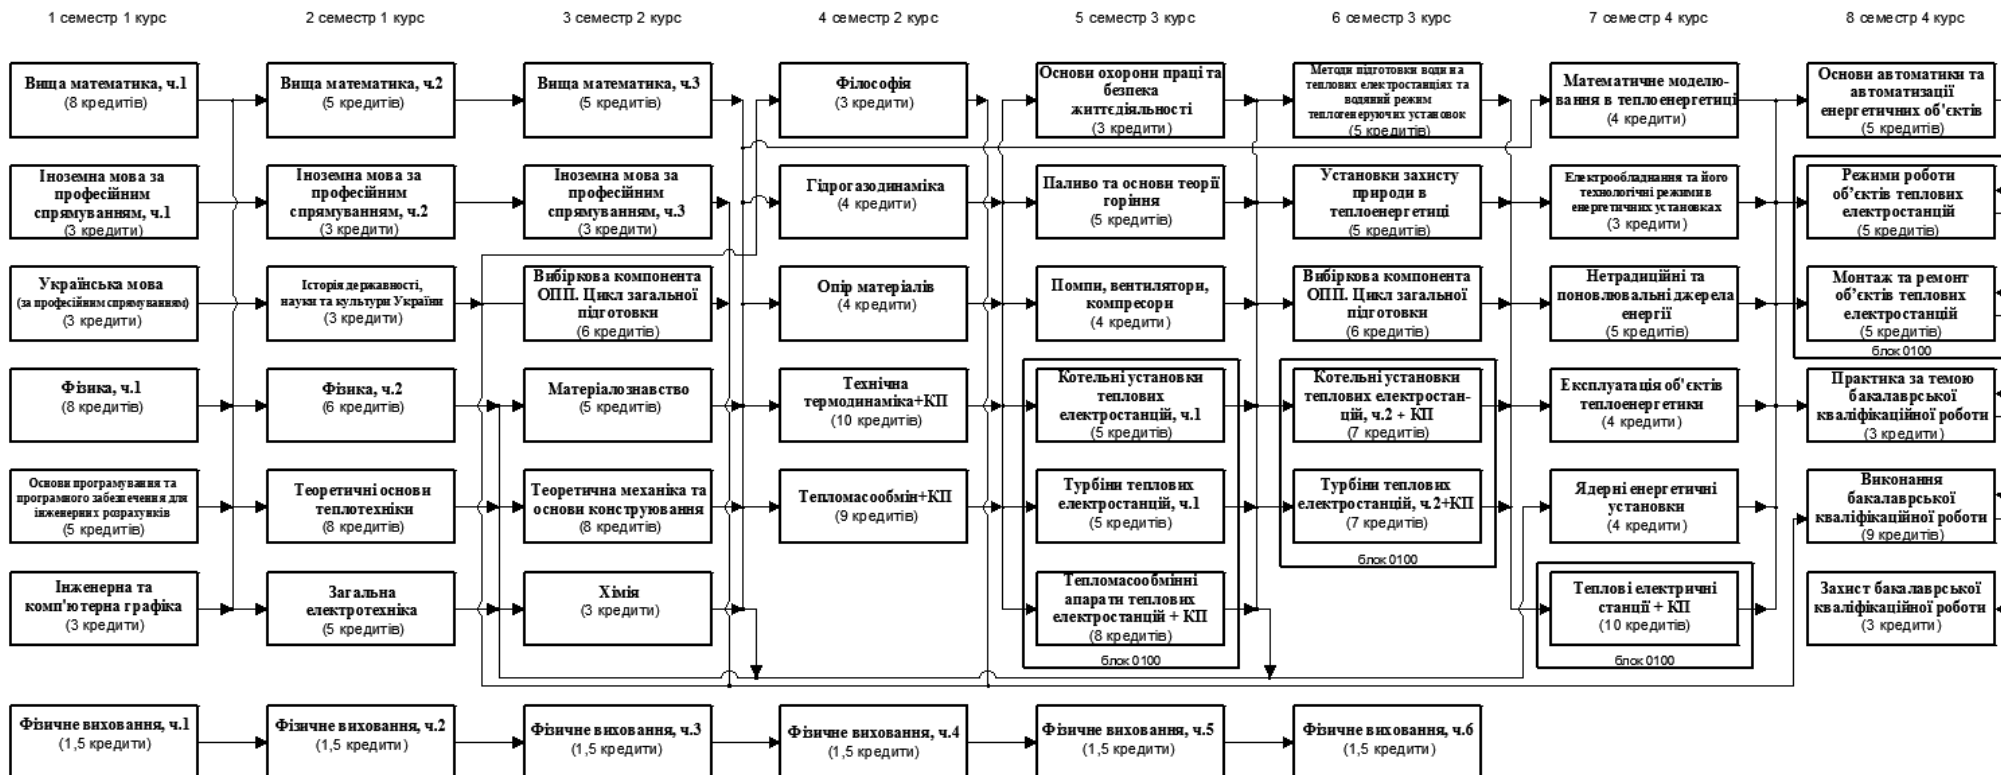 1 семестр 1 курс
2 семестр 1 курс
3 семестр 2 курс
4 семестр 2 курс
5 семестр 3 курс
6 семестр 3 курс
7 семестр 4 курс
8 семестр 4 курс
Вища математика, ч.1
(8 кредитів)
Вища математика, ч.2
(5 кредитів)
Вища математика, ч.3
(5 кредитів)
Філософія
(3 кредити)
Основи охорони праці та
безпека
життєдіяльності
(3 кредити)
Методи підготовки води на
теплових електростанціях та
водяний режим
теплогенеруючих установок
(5 кредитів)
Математичне моделю-
вання в теплоенергетиці
(4 кредити)
Основи автоматики та
автоматизації
енергетичних об'єктів
(5 кредитів)
Іноземна мова за
професійним
спрямуванням, ч.1
(3 кредити)
Іноземна мова за
професійним
спрямуванням, ч.2
(3 кредити)
Іноземна мова за
професійним
спрямуванням, ч.3
(3 кредити)
Гідрогазодинаміка
(4 кредити)
Паливо та основи теорії
горіння
(5 кредитів)
Установки захисту
природи в
теплоенергетиці
(5 кредитів)
Електрообладнання та його
технологічні режими в
енергетичних установках
(3 кредити)
Режими роботи
об'єктів теплових
електростанцій
(5 кредитів)
Українська мова
(за професійним спрямуванням)
(3 кредити)
Історія державності,
науки та культури України
(3 кредити)
Вибіркова компонента
ОПП. Цикл загальної
підготовки
(6 кредитів)
Опір матеріалів
(4 кредити)
Помпи, вентилятори,
компресори
(4 кредити)
Вибіркова компонента
ОПП. Цикл загальної
підготовки
(6 кредитів)
Нетрадиційні та
поновлювальні джерела
енергії
(5 кредитів)
Монтаж та ремонт
об'єктів теплових
електростанцій
(5 кредитів)
блок 0100
Фізика, ч.1
(8 кредитів)
Фізика, ч.2
(6 кредитів)
Матеріалознавство
(5 кредитів)
Технічна
термодинаміка+КП
(10 кредитів)
Котельні установки
теплових
електростанцій, ч.1
(5 кредитів)
Котельні установки
теплових електростан-
цій, ч.2 + КП
(7 кредитів)
Експлуатація об'єктів
теплоенергетики
(4 кредити)
Практика за темою
бакалаврської
кваліфікаційної роботи
(3 кредити)
Основи програмування та
програмного забезпечення для
інженерних розрахунків
(5 кредитів)
Теоретичні основи
теплотехніки
(8 кредитів)
Теоретична механіка та
основи конструювання
(8 кредитів)
Тепломасообмін+КП
(9 кредитів)
Турбіни теплових
електростанцій, ч.1
(5 кредитів)
Турбіни теплових
електростанцій, ч.2+КП
(7 кредитів)
блок 0100
Ядерні енергетичні
установки
(4 кредити)
Виконання
бакалаврської
кваліфікаційної роботи
(9 кредитів)
Інженерна та
комп'ютерна графіка
(3 кредити)
Загальна
електротехніка
(5 кредитів)
Хімія
(3 кредити)
Тепломасообмінні
апарати теплових
електростанцій + КП
(8 кредитів)
блок 0100
Теплові електричні
станції + КП
(10 кредитів)
блок 0100
Захист бакалаврської
кваліфікаційної роботи
(3 кредити)
Фізичне виховання, ч.1
(1,5 кредити)
Фізичне виховання, ч.2
(1,5 кредити)
Фізичне виховання, ч.3
(1,5 кредити)
Фізичне виховання, ч.4
(1,5 кредити)
Фізичне виховання, ч.5
(1,5 кредити)
Фізичне виховання, ч.6
(1,5 кредити)